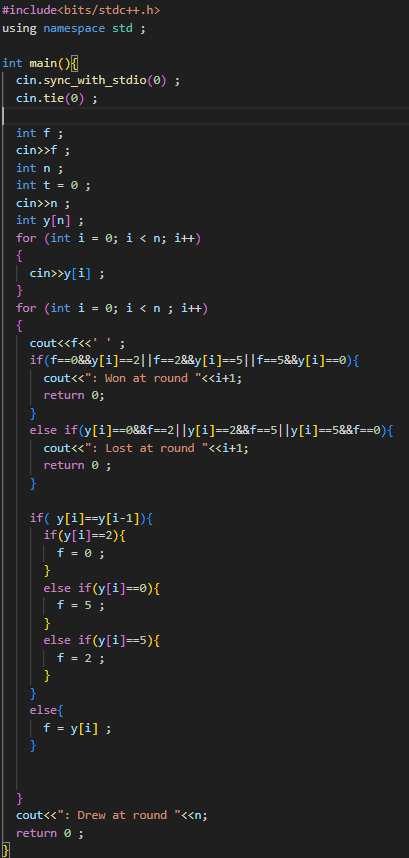 #include<bits/stdc++.h>
using namespace std ;
int main(){
cin.sync_with_stdio(0) ;
cin.tie(0) ;
int f ;
cin>>f ;
int n ;
int t = 0 ;
cin>>n ;
int y[n] ;
for (int i = 0; i < n; i++)
{
cin>>y[i] ;
}
for (int i = 0; i < n ; i++)
{
cout<<f<<' ' ;
if(f==0&&y[i]==2||f==2&&y[i]==5||f==5&&y[i]==0){
cout<<": Won at round "<<i+1;
return 0;
}
else if(y[i]==0&&f==2||y[i]==2&&f==5||y[i]==5&&f==0){
cout<<": Lost at round "<<i+1;
return 0 ;
}
if( y[i]==y[i-1]){
if(y[i]==2){
f = 0 ;
}
else if(y[i]==0){
f = 5 ;
}
else if(y[i]==5){
f = 2 ;
}
}
else{
f = y[i] ;
}
}
cout<<": Drew at round "<<n;
return 0 ;
}